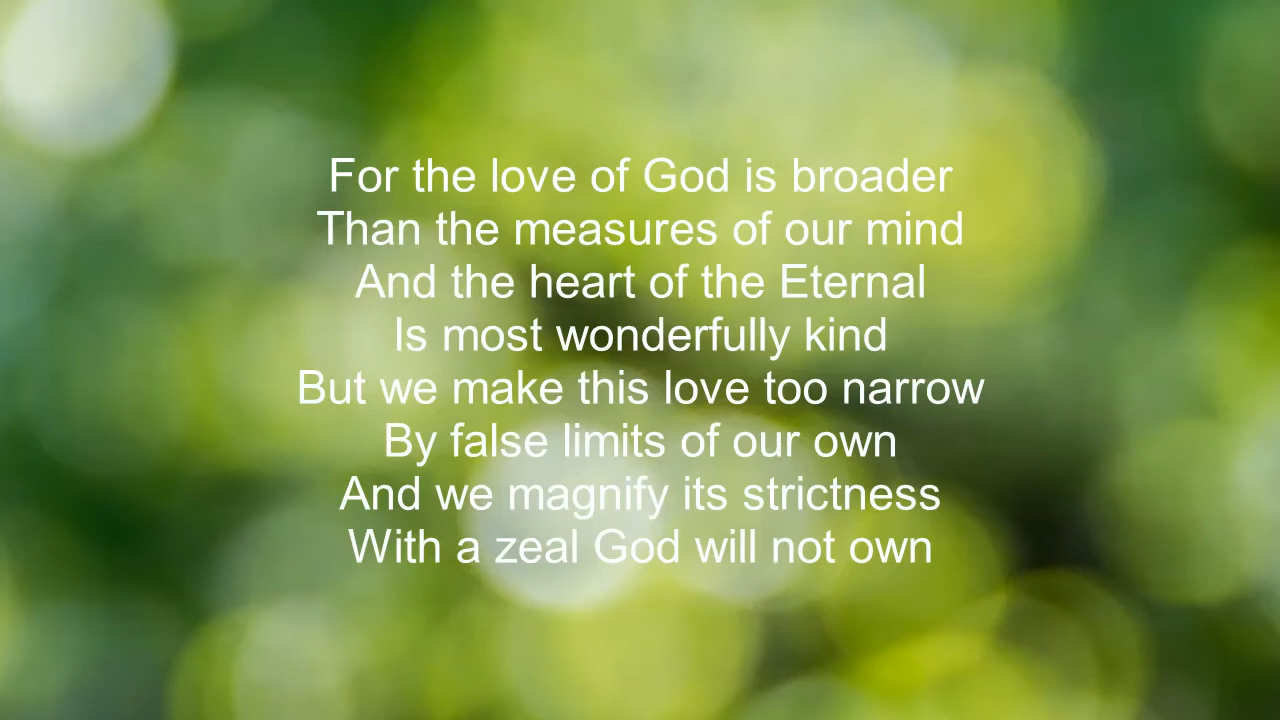 For the love of God is broader
Than the measures of our mind
And the heart of the Eternal
Is most wonderfully kind
But we make this love too narrow
By false limits of our own
And we magnify its strictness
With a zeal God will not own